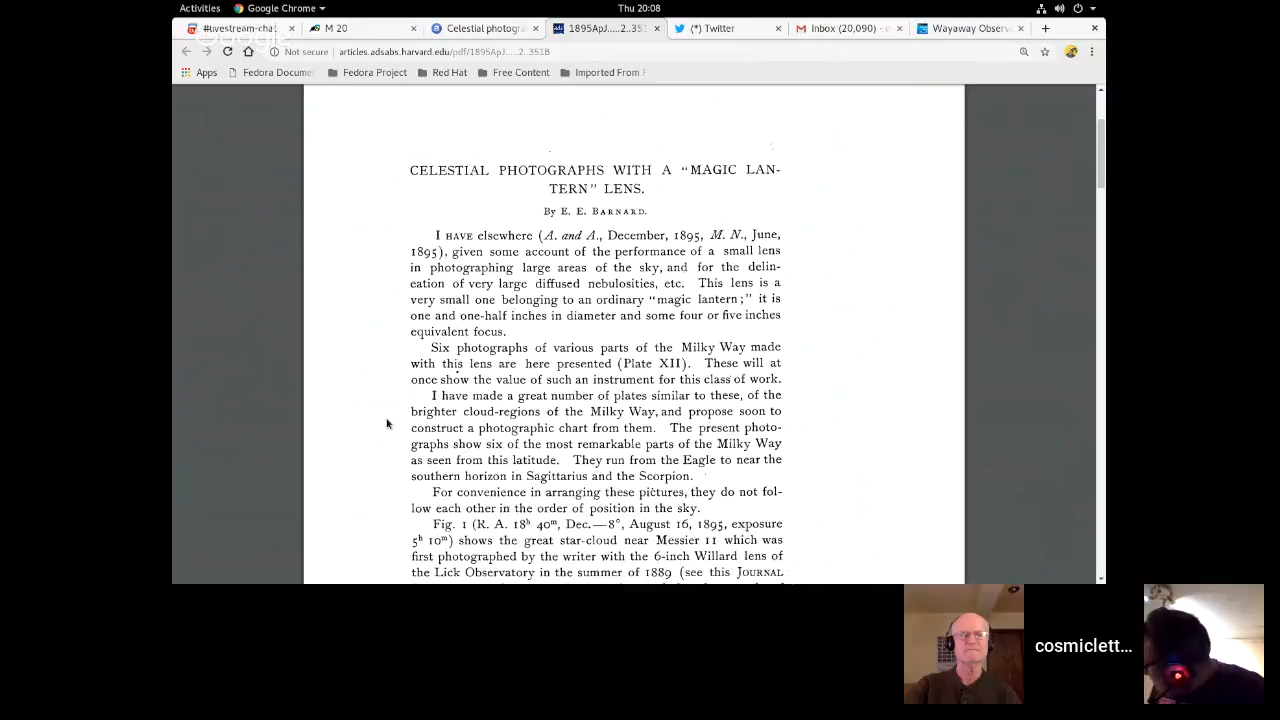 Activities
Google Chrome
Thu 20:08
#livestream-chat
M 20
Celestial photogra
1895ApJ.....2..351
(*) Twitter
Inbox (20,090) -
Wayaway Observ
Google
Not secure
articles.adsabs.harvard.edu/pdf/1895ApJ.....2..351B
Apps
Fedora Docume
Fedora Project
Red Hat
Free Content
Imported From F
CELESTIAL PHOTOGRAPHS WITH A "MAGIC LAN-
TERN" LENS.
By E. E. BARNARD.
I HAVE elsewhere (A. and A., December, 1895, M. N., June,
1895), given some account of the performance of a small lens
in photographing large areas of the sky, and for the delin-
eation of very large diffused nebulosities, etc. This lens is a
very small one belonging to an ordinary "magic lantern;" it is
one and one-half inches in diameter and some four or five inches
equivalent focus.
Six photographs of various parts of the Milky Way made
with this lens are here presented (Plate XII). These will at
once show the value of such an instrument for this class of work.
I have made a great number of plates similar to these, of the
brighter cloud-regions of the Milky Way, and propose soon to
construct a photographic chart from them. The present photo-
graphs show six of the most remarkable parts of the Milky Way
as seen from this latitude. They run from the Eagle to near the
southern horizon in Sagittarius and the Scorpion.
For convenience in arranging these pictures, they do not fol-
low each other in the order of position in the sky.
Fig. 1 (R. A. 18h 40m, Dec.—8°, August 16, 1895, exposure
5h 10m) shows the great star-cloud near Messier 11 which was
first photographed by the writer with the 6-inch Willard lens of
the Lick Observatory in the summer of 1889 (see this JOURNAL
cosmiclett...